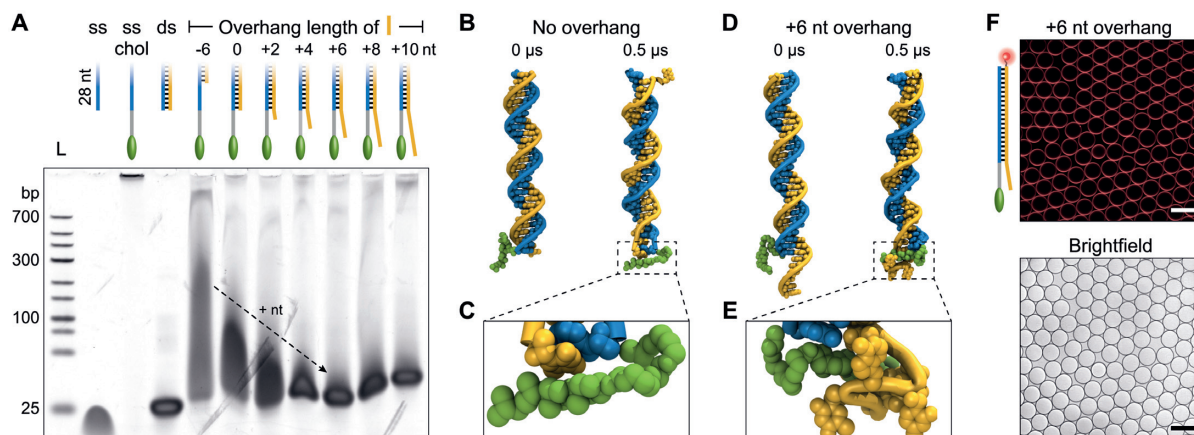 A
ss
ss
chol
ds
Overhang length of
-6
0
+2
+4
+6
+8
+10 nt
28 nt
L
bp
700
300
100
25
+ nt
B
No overhang
0 μs
0.5 μs
C
D
+6 nt overhang
0 μs
0.5 μs
E
F
+6 nt overhang
Brightfield